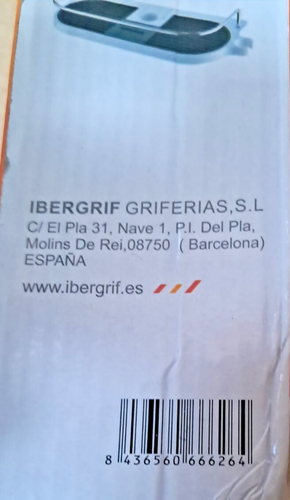 IBERGRIF GRIFERIAS,S.L
C/ El Pla 31, Nave 1, P.I. Del Pla,
Molins De Rei,08750 ( Barcelona)
ESPAÑA
www.ibergrif.es
8 436560 666264